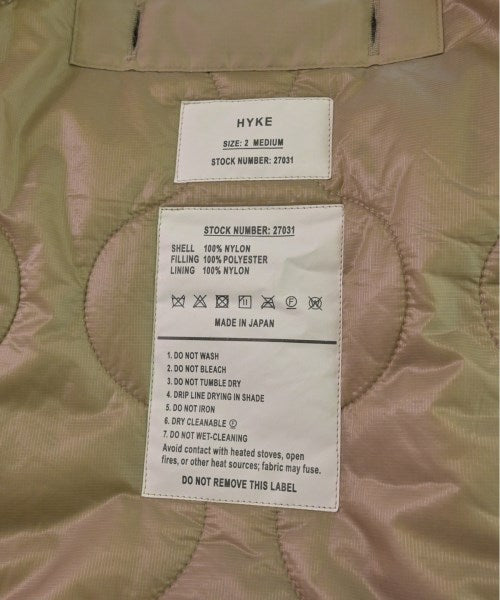 HYKE
SIZE: 2 MEDIUM
STOCK NUMBER: 27031
STOCK NUMBER: 27031
SHELL 100% NYLON
FILLING 100% POLYESTER
LINING 100% NYLON
MADE IN JAPAN
1. DO NOT WASH
2. DO NOT BLEACH
3. DO NOT TUMBLE DRY
4. DRIP LINE DRYING IN SHADE
5. DO NOT IRON
6. DRY CLEANABLE Ⓕ
7. DO NOT WET-CLEANING
Avoid contact with heated stoves, open
fires, or other heat sources; fabric may fuse.
DO NOT REMOVE THIS LABEL